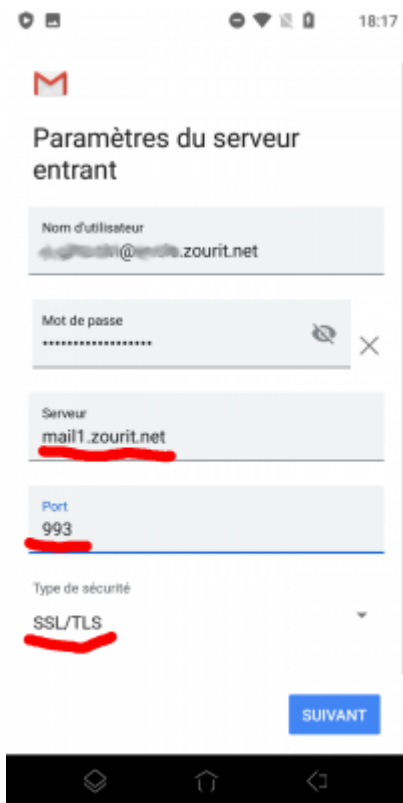 18:17
Paramètres du serveur
entrant
Nom d'utilisateur
.zourit.net
Mot de passe
••••••••••••••••••
Serveur
mail1.zourit.net
Port
993
Type de sécurité
SSL/TLS
SUIVANT